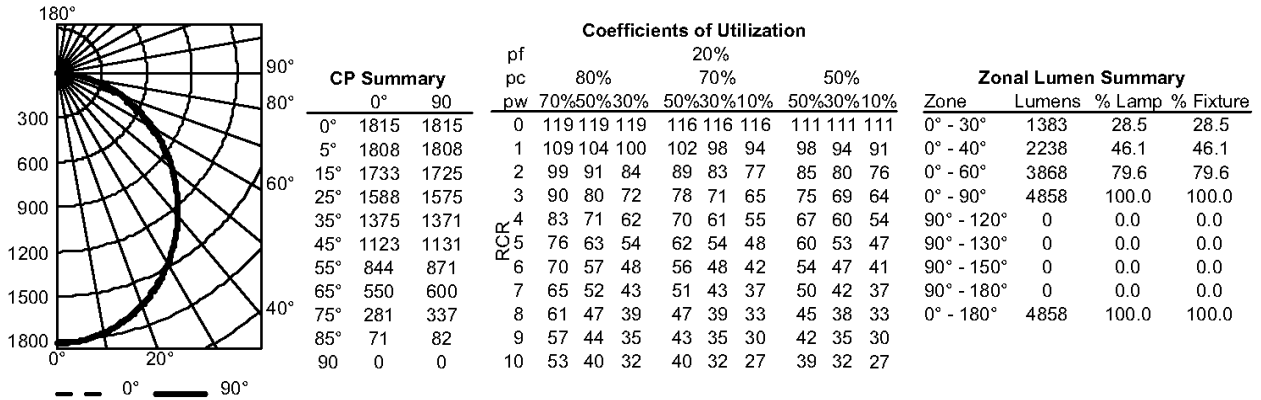 180°
90°
80°
60°
40°
300
600
900
1200
1500
1800
0° 20°
0° 90°
CP Summary
0° 90
0° 1815 1815
5° 1808 1808
15° 1733 1725
25° 1588 1575
35° 1375 1371
45° 1123 1131
55° 844 871
65° 550 600
75° 281 337
85° 71 82
90 0 0
Coefficients of Utilization
pf 20%
pc 80% 70% 50%
pw 70%50%30% 50%30%10% 50%30%10%
RCR
0 119 119 119 116 116 116 111 111 111
1 109 104 100 102 98 94 98 94 91
2 99 91 84 89 83 77 85 80 76
3 90 80 72 78 71 65 75 69 64
4 83 71 62 70 61 55 67 60 54
5 76 63 54 62 54 48 60 53 47
6 70 57 48 56 48 42 54 47 41
7 65 52 43 51 43 37 50 42 37
8 61 47 39 47 39 33 45 38 33
9 57 44 35 43 35 30 42 35 30
10 53 40 32 40 32 27 39 32 27
Zonal Lumen Summary
Zone Lumens % Lamp % Fixture
0° - 30° 1383 28.5 28.5
0° - 40° 2238 46.1 46.1
0° - 60° 3868 79.6 79.6
0° - 90° 4858 100.0 100.0
90° - 120° 0 0.0 0.0
90° - 130° 0 0.0 0.0
90° - 150° 0 0.0 0.0
90° - 180° 0 0.0 0.0
0° - 180° 4858 100.0 100.0